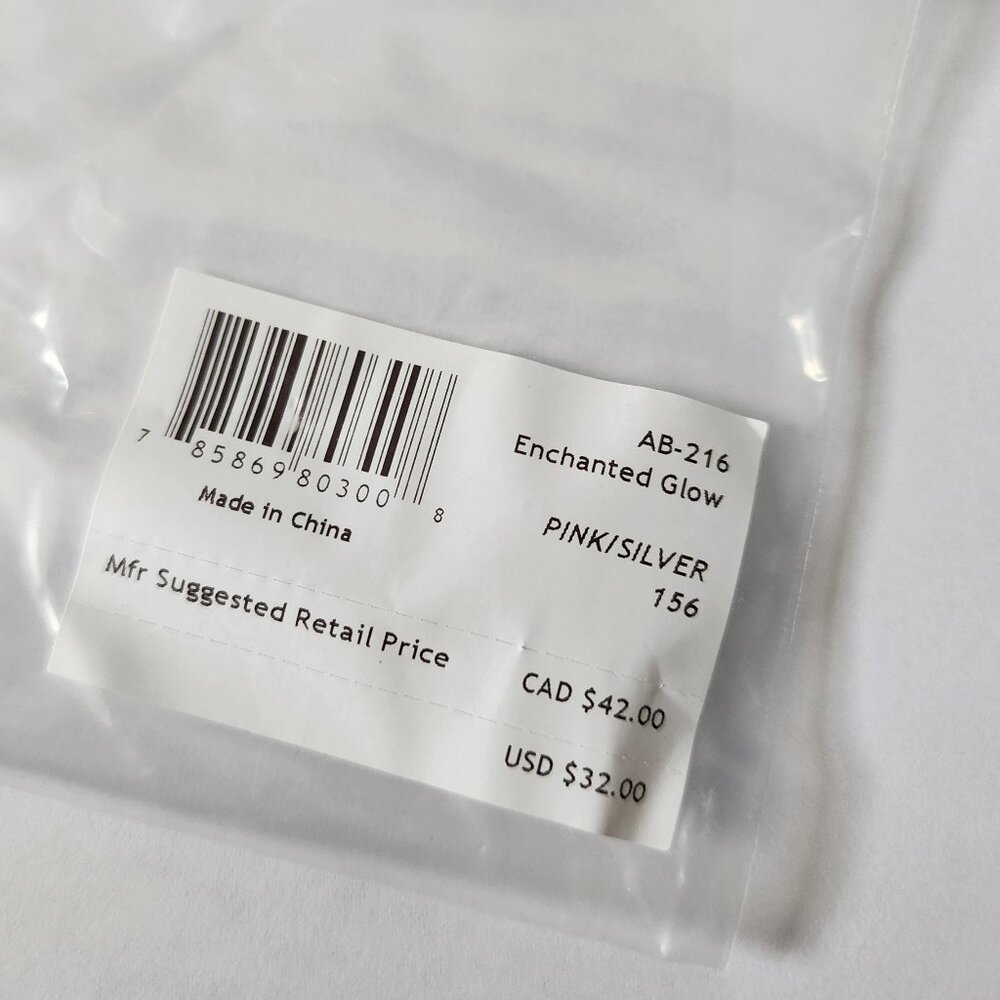 7 85869 80300 8
Made in China
AB-216
Enchanted Glow
PINK/SILVER
156
Mfr Suggested Retail Price
CAD $42.00
USD $32.00